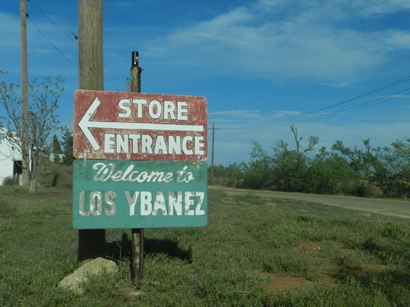 STORE
ENTRANCE
Welcome to
LOS YBANEZ